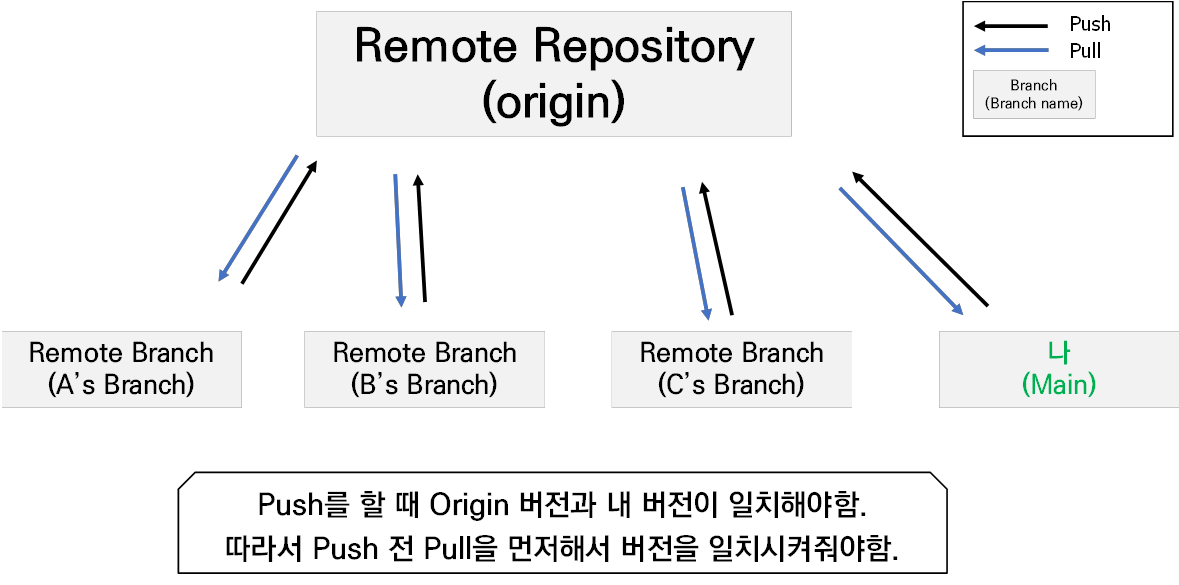 Remote Repository
(origin)
Push
Pull
Branch
(Branch name)
Remote Branch
(A's Branch)
Remote Branch
(B's Branch)
Remote Branch
(C's Branch)
나
(Main)
Push를 할 때 Origin 버전과 내 버전이 일치해야함.
따라서 Push 전 Pull을 먼저해서 버전을 일치시켜줘야함.